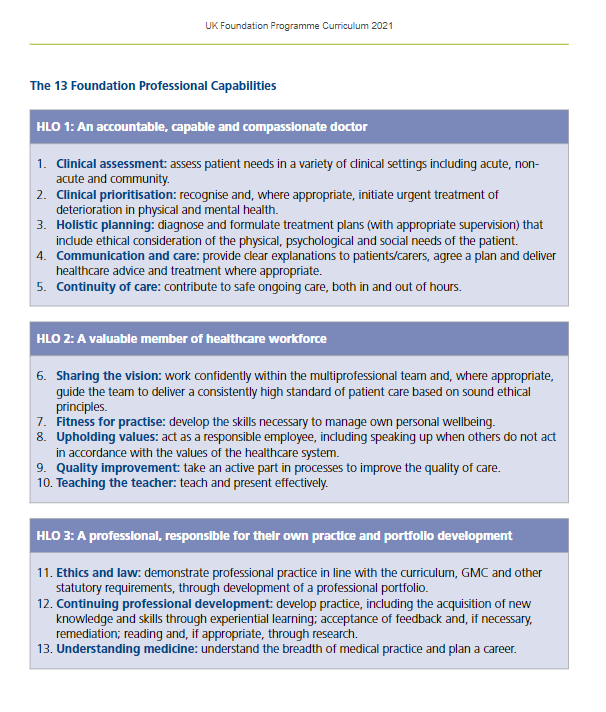 UK Foundation Programme Curriculum 2021
The 13 Foundation Professional Capabilities
HLO 1: An accountable, capable and compassionate doctor
1. Clinical assessment: assess patient needs in a variety of clinical settings including acute, non-
acute and community.
2. Clinical prioritisation: recognise and, where appropriate, initiate urgent treatment of
deterioration in physical and mental health.
3. Holistic planning: diagnose and formulate treatment plans (with appropriate supervision) that
include ethical consideration of the physical, psychological and social needs of the patient.
4. Communication and care: provide clear explanations to patients/carers, agree a plan and deliver
healthcare advice and treatment where appropriate.
5. Continuity of care: contribute to safe ongoing care, both in and out of hours.
HLO 2: A valuable member of healthcare workforce
6. Sharing the vision: work confidently within the multiprofessional team and, where appropriate,
guide the team to deliver a consistently high standard of patient care based on sound ethical
principles.
7. Fitness for practise: develop the skills necessary to manage own personal wellbeing.
8. Upholding values: act as a responsible employee, including speaking up when others do not act
in accordance with the values of the healthcare system.
9. Quality improvement: take an active part in processes to improve the quality of care.
10. Teaching the teacher: teach and present effectively.
HLO 3: A professional, responsible for their own practice and portfolio development
11. Ethics and law: demonstrate professional practice in line with the curriculum, GMC and other
statutory requirements, through development of a professional portfolio.
12. Continuing professional development: develop practice, including the acquisition of new
knowledge and skills through experiential learning; acceptance of feedback and, if necessary,
remediation; reading and, if appropriate, through research.
13. Understanding medicine: understand the breadth of medical practice and plan a career.